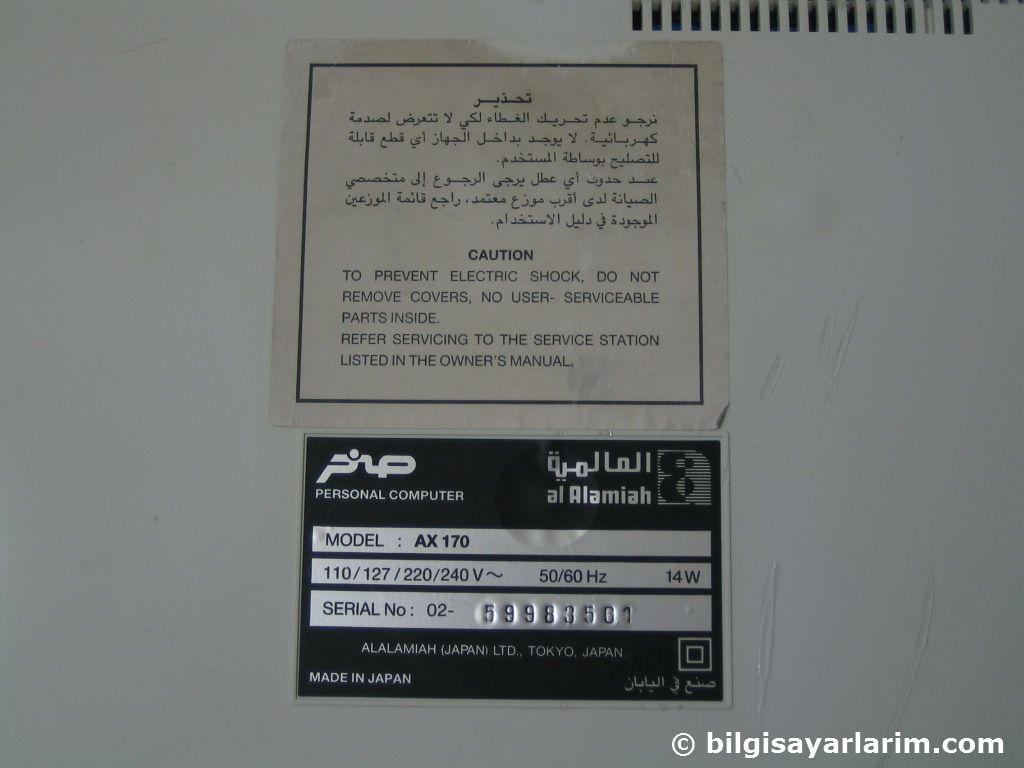 تحذير
نرجو عدم تحريك الغطاء لكي لا تتعرض لصدمة
كهربائية. لا يوجد بداخل الجهاز أي قطع قابلة
للتصليح بوساطة المستخدم.
عند حدوث أي عطل يرجى الرجوع إلى متخصصي
الصيانة لدى أقرب موزع معتمد، راجع قائمة الموزعين
الموجودة في دليل الاستخدام.
CAUTION
TO PREVENT ELECTRIC SHOCK, DO NOT
REMOVE COVERS, NO USER- SERVICEABLE
PARTS INSIDE.
REFER SERVICING TO THE SERVICE STATION
LISTED IN THE OWNER'S MANUAL.
صخر
PERSONAL COMPUTER
العالمية
al Alamiah
MODEL : AX 170
110/127/220/240 V~ 50/60 Hz 14 W
SERIAL No: 02- 59983501
ALALAMIAH (JAPAN) LTD., TOKYO, JAPAN.
MADE IN JAPAN
صنع في اليابان
© bilgisayarlarim.com